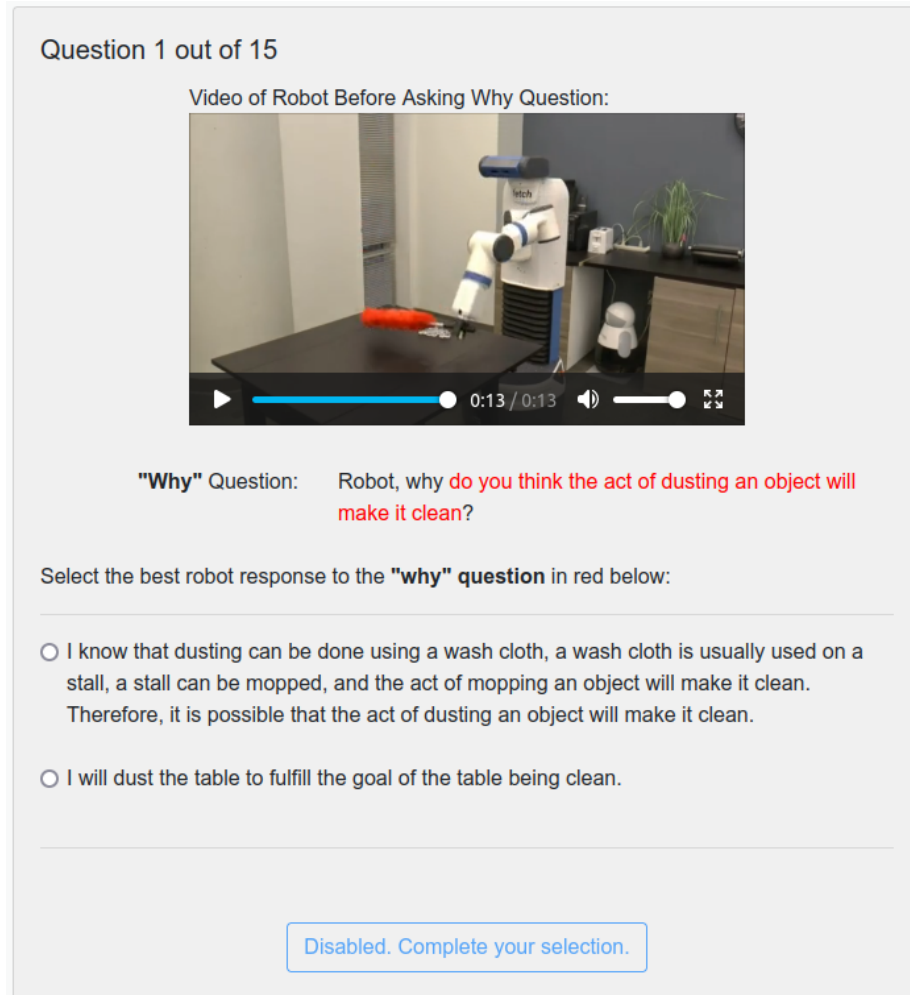 Question 1 out of 15
Video of Robot Before Asking Why Question:
fetch
0:13 / 0:13
"Why" Question: Robot, why do you think the act of dusting an object will
make it clean?
Select the best robot response to the "why" question in red below:
I know that dusting can be done using a wash cloth, a wash cloth is usually used on a
stall, a stall can be mopped, and the act of mopping an object will make it clean.
Therefore, it is possible that the act of dusting an object will make it clean.
I will dust the table to fulfill the goal of the table being clean.
Disabled. Complete your selection.